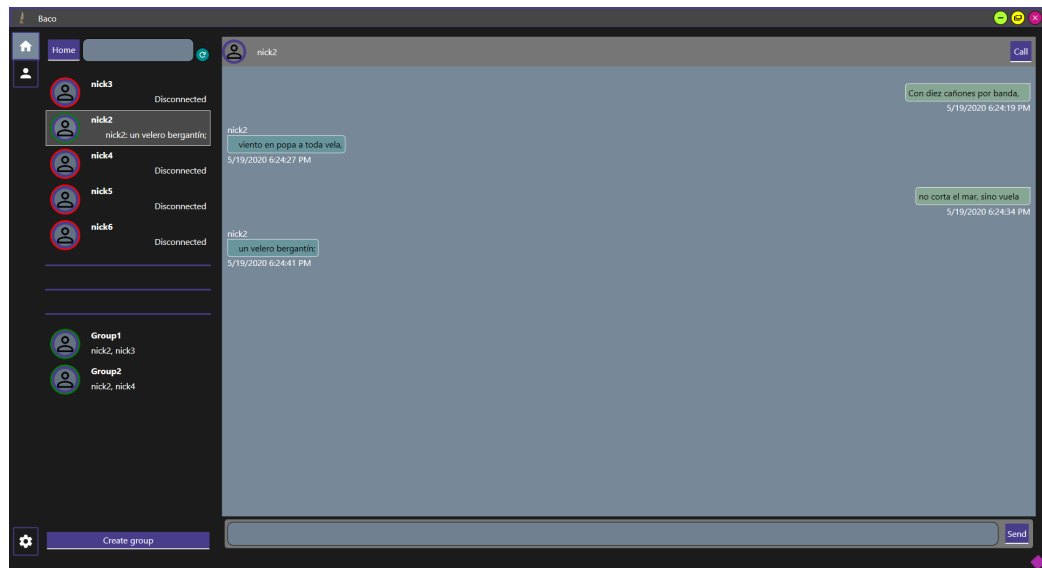 Baco
Home
nick3
Disconnected
nick2
nick2: un velero bergantín;
nick4
Disconnected
nick5
Disconnected
nick6
Disconnected
Group1
nick2, nick3
Group2
nick2, nick4
Create group
nick2
Call
Con diez cañones por banda,
5/19/2020 6:24:19 PM
nick2
viento en popa a toda vela,
5/19/2020 6:24:27 PM
no corta el mar, sino vuela
5/19/2020 6:24:34 PM
nick2
un velero bergantín;
5/19/2020 6:24:41 PM
Send